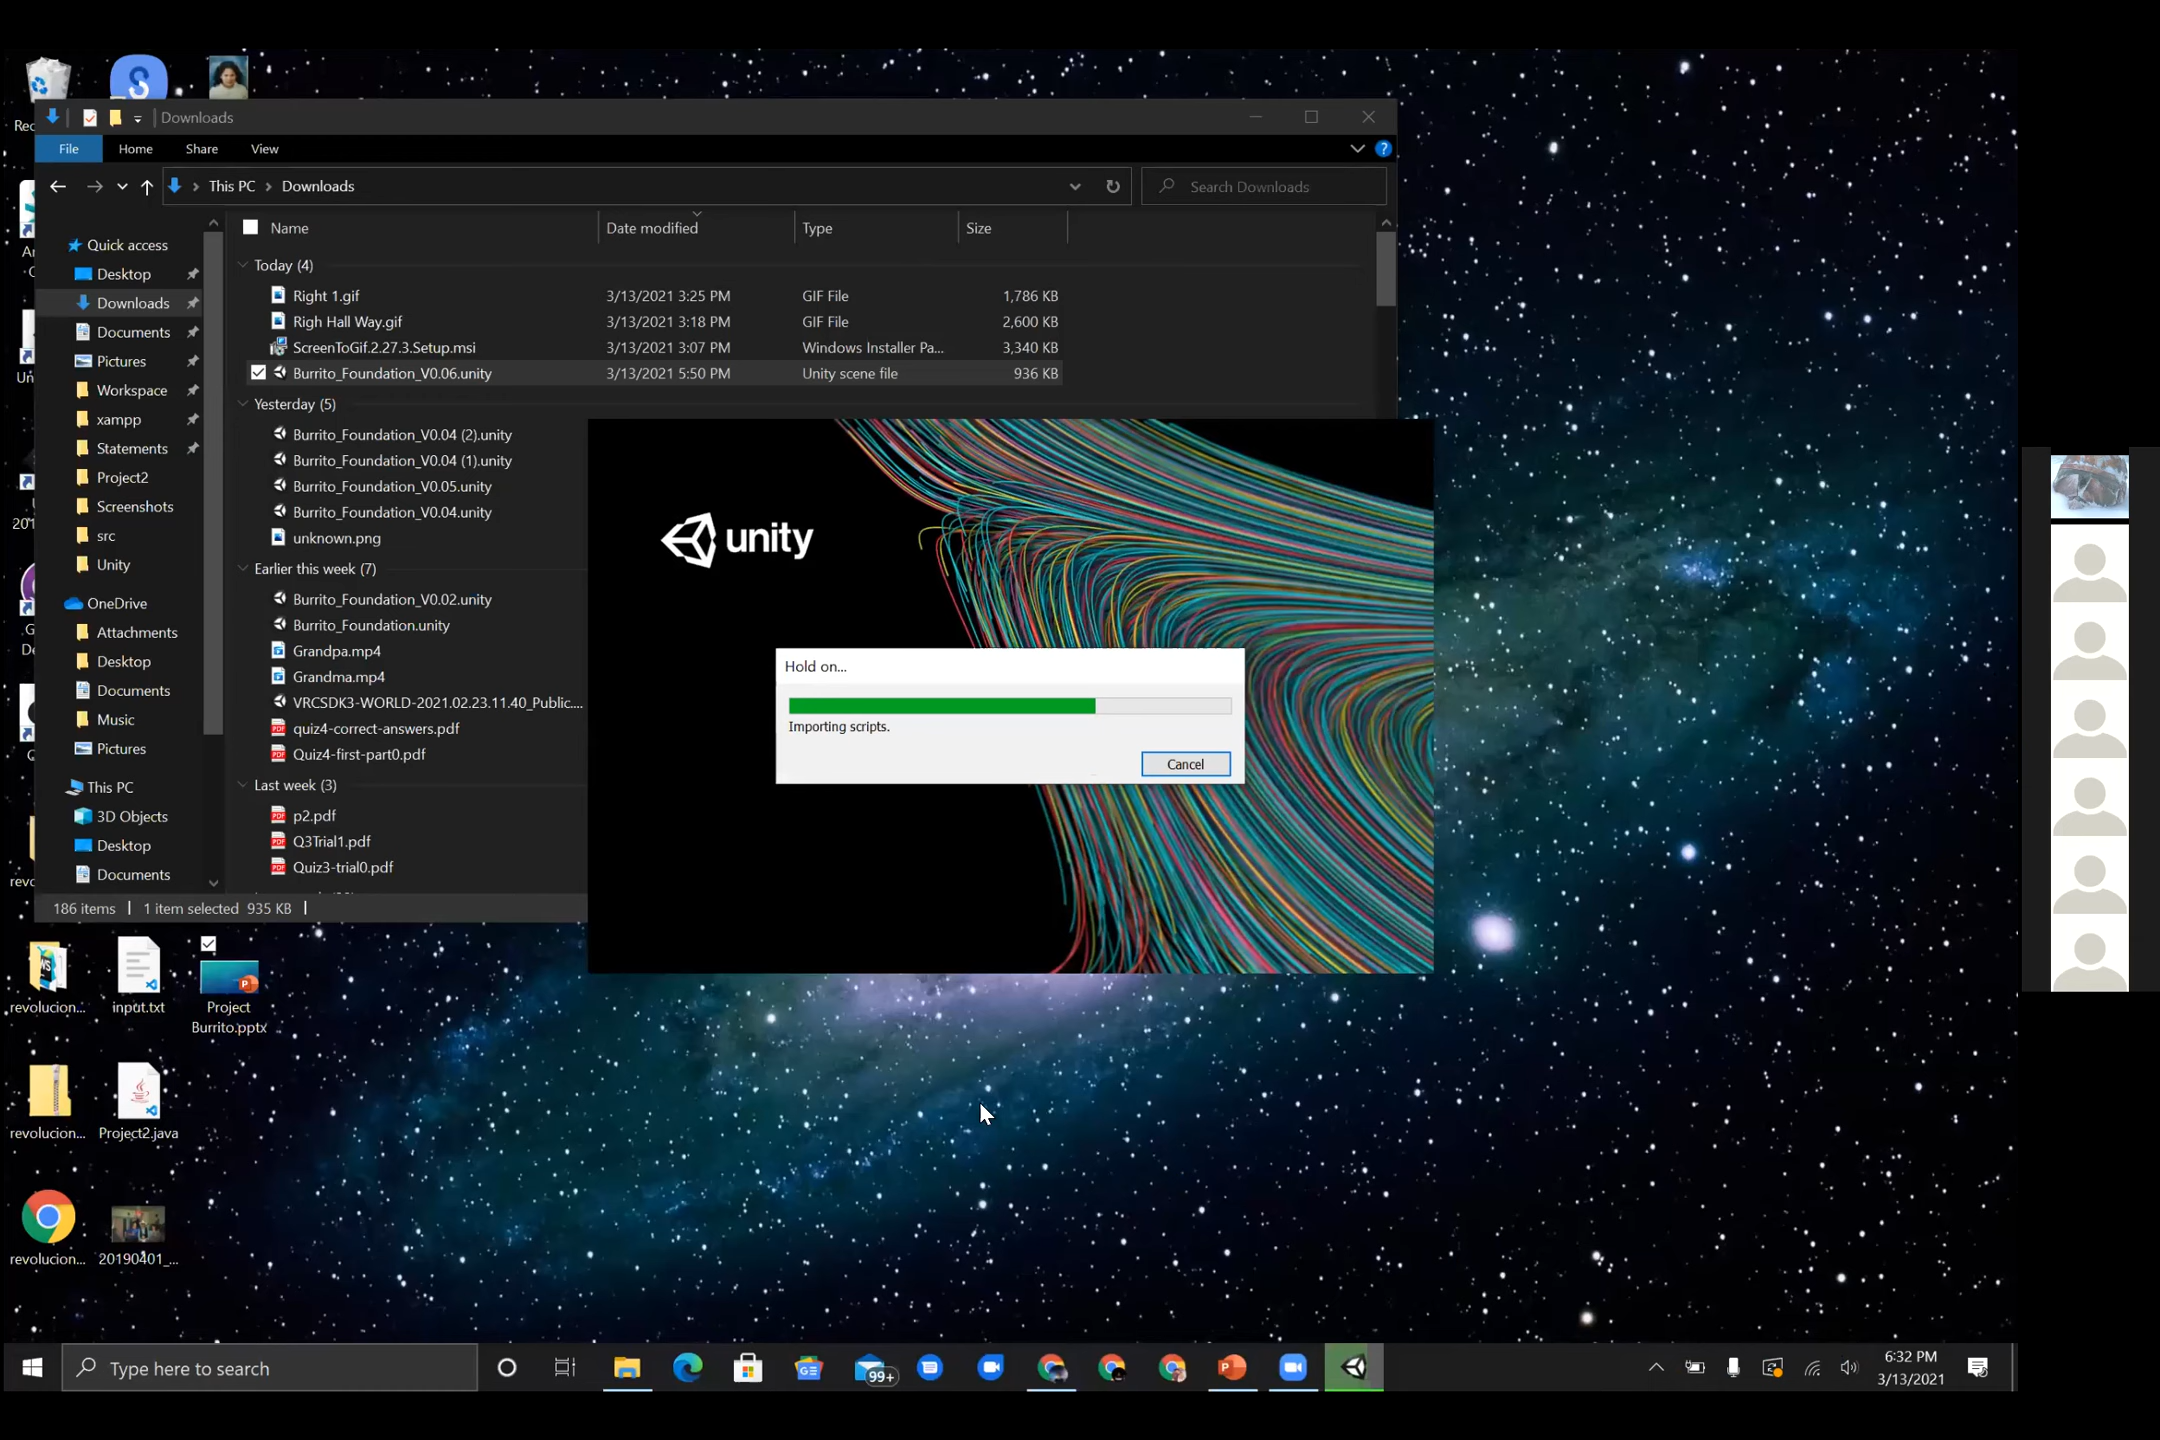 Downloads
File Home Share View
This PC Downloads
Search Downloads
Name Date modified Type Size
Today (4)
Right 1.gif 3/13/2021 3:25 PM GIF File 1,786 KB
Righ Hall Way.gif 3/13/2021 3:18 PM GIF File 2,600 KB
ScreenToGif.2.27.3.Setup.msi 3/13/2021 3:07 PM Windows Installer Pa... 3,340 KB
Burrito_Foundation_V0.06.unity 3/13/2021 5:50 PM Unity scene file 936 KB
Yesterday (5)
Burrito_Foundation_V0.04 (2).unity
Burrito_Foundation_V0.04 (1).unity
Burrito_Foundation_V0.05.unity
Burrito_Foundation_V0.04.unity
unknown.png
Earlier this week (7)
Burrito_Foundation_V0.02.unity
Burrito_Foundation.unity
Grandpa.mp4
Grandma.mp4
VRCSDK3-WORLD-2021.02.23.11.40_Public....
quiz4-correct-answers.pdf
Quiz4-first-part0.pdf
Last week (3)
p2.pdf
Q3Trial1.pdf
Quiz3-trial0.pdf
Quick access
Desktop
Downloads
Documents
Pictures
Workspace
xampp
Statements
Project2
Screenshots
src
Unity
OneDrive
Attachments
Desktop
Documents
Music
Pictures
This PC
3D Objects
Desktop
Documents
186 items 1 item selected 935 KB
unity
Hold on...
Importing scripts.
Cancel
revolucion...
input.txt
Project
Burrito.pptx
revolucion...
Project2.java
revolucion...
20190401_...
Type here to search
99+
6:32 PM
3/13/2021